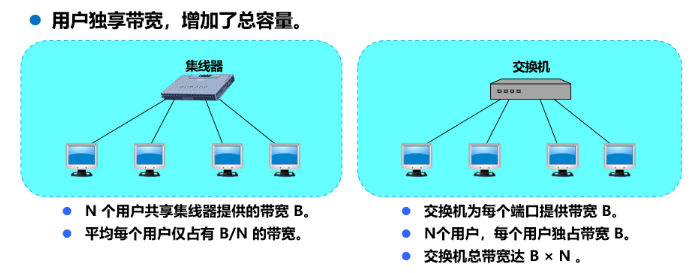 用户独享带宽，增加了总容量。
集线器
N 个用户共享集线器提供的带宽 B。
平均每个用户仅占有 B/N 的带宽。
交换机
交换机为每个端口提供带宽 B。
N个用户，每个用户独占带宽 B。
交换机总带宽达 B × N 。